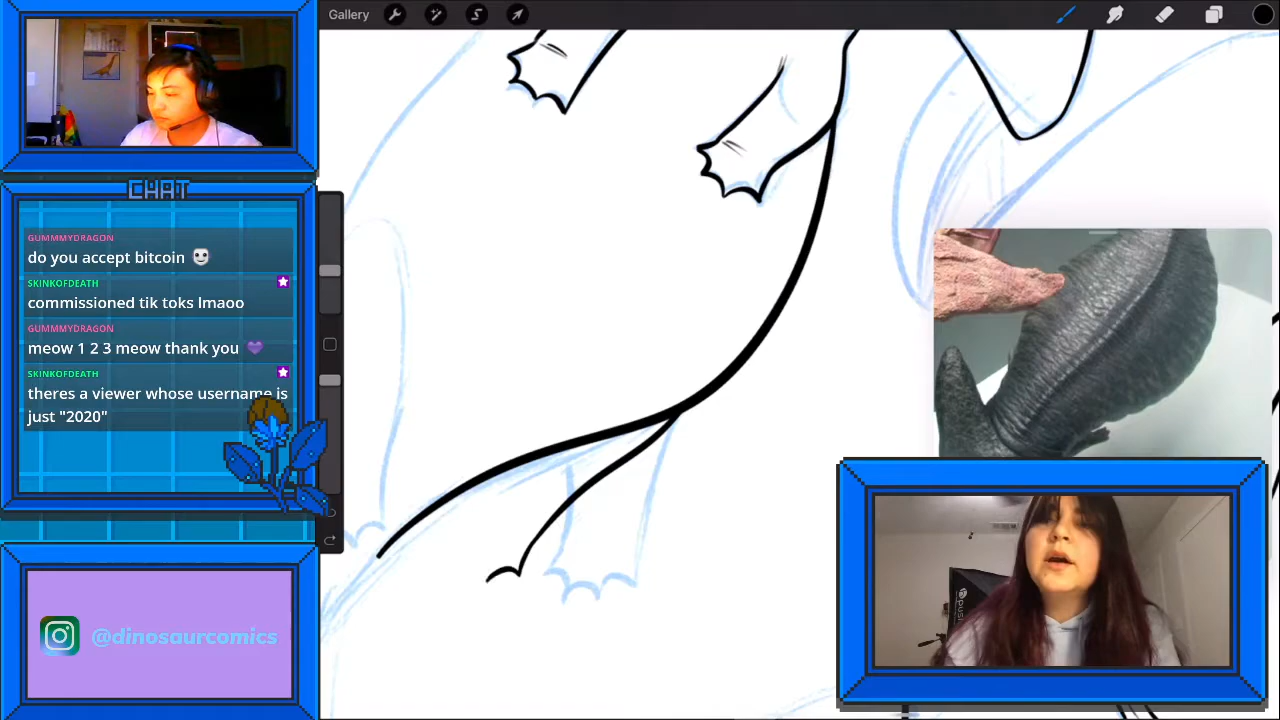 Gallery
CHAT
GUMMMYDRAGON
do you accept bitcoin
SKINKOFDEATH
commissioned tik toks lmaoo
GUMMMYDRAGON
meow 1 2 3 meow thank you
SKINKOFDEATH
theres a viewer whose username is
just "2020"
@dinosaurcomics